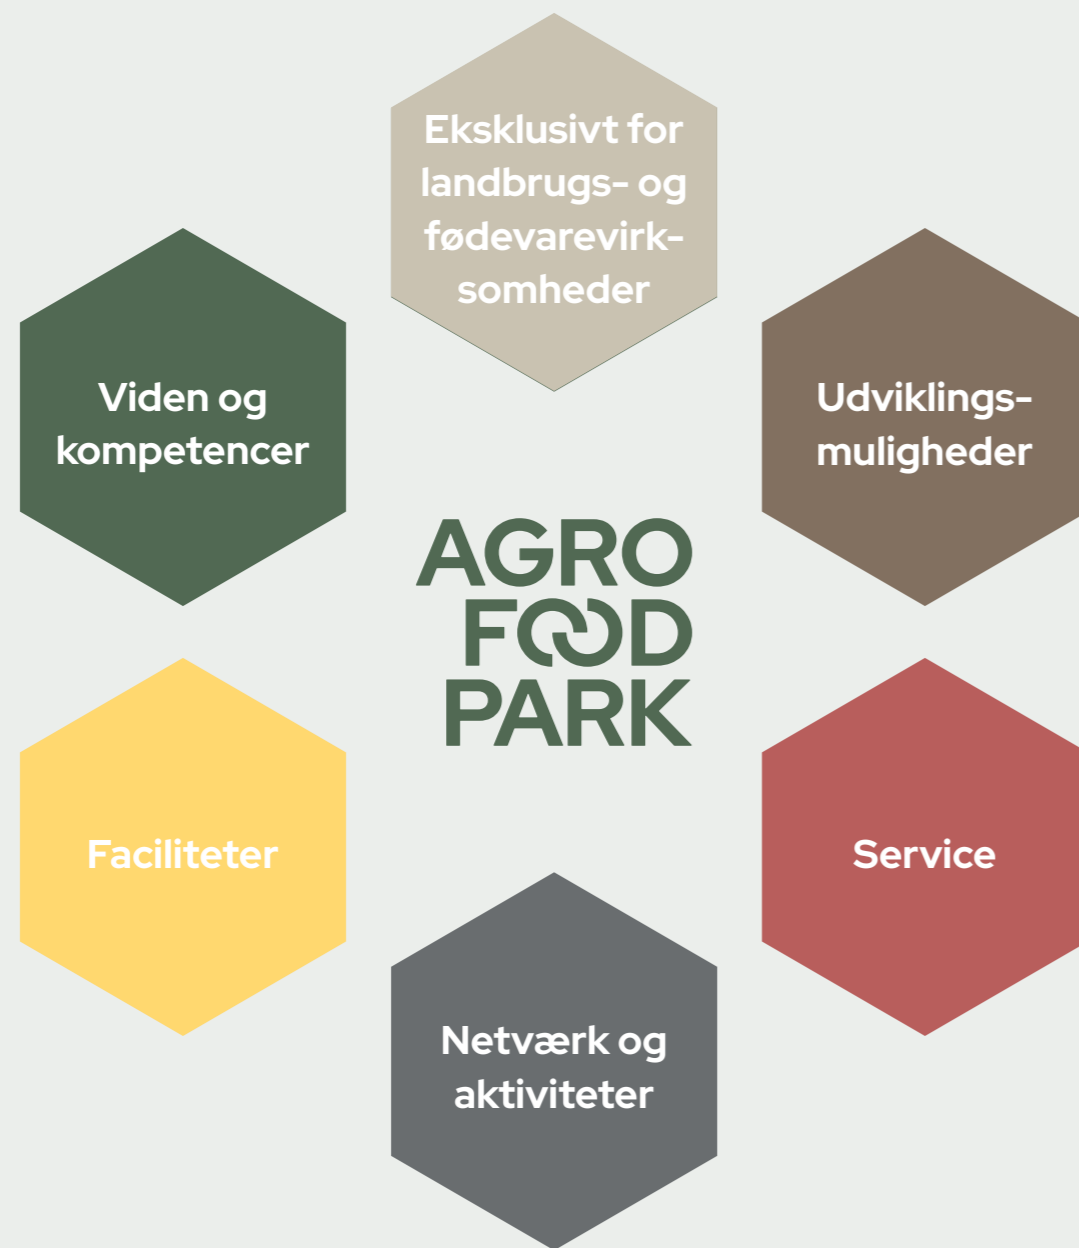 Eksklusivt for
landbrugs- og
fødevarevirk-
somheder
Viden og
kompetencer
Udviklings-
muligheder
AGRO
FOOD
PARK
Faciliteter
Service
Netværk og
aktiviteter